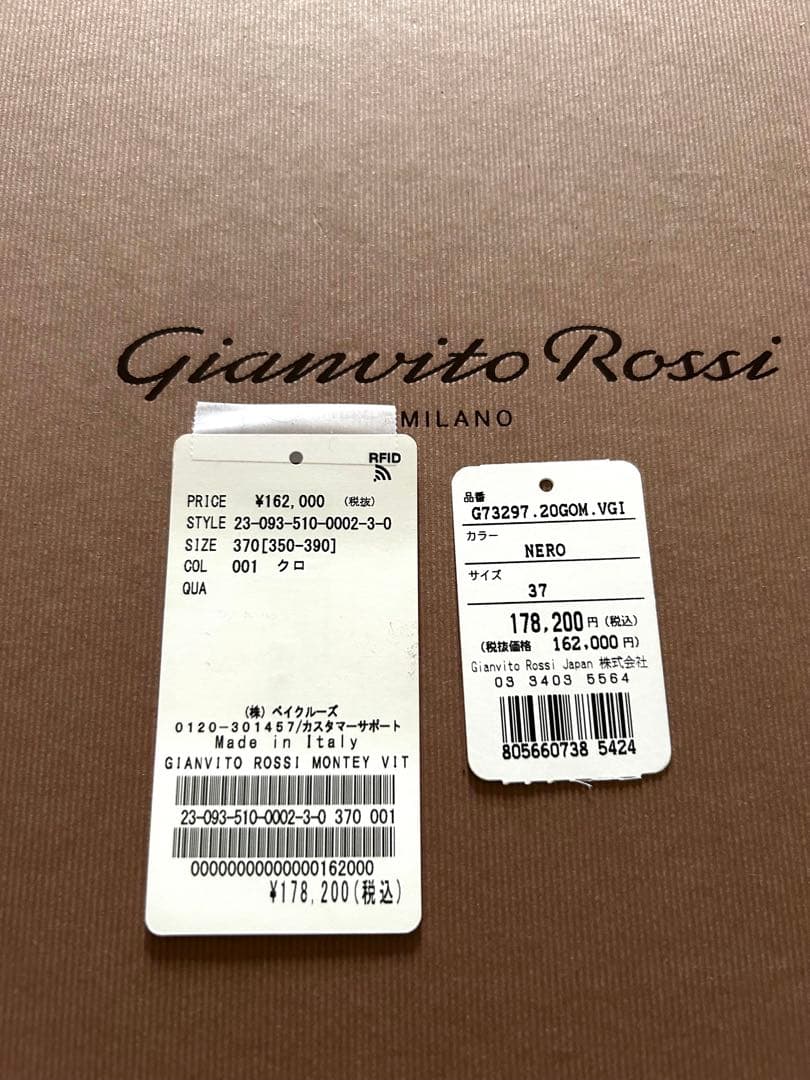 Gianvito Rossi
MILANO
RFID
PRICE ¥162,000 (税抜)
STYLE 23-093-510-0002-3-0
SIZE 370[350-390]
COL 001 クロ
QUA
(株) ベイクルーズ
0120-301457/カスタマーサポート
Made in Italy
GIANVITO ROSSI MONTEY VIT
23-093-510-0002-3-0 370 001
00000000000000162000
¥178,200(税込)
品番
G73297.20GOM.VGI
カラー
NERO
サイズ
37
178,200円(税込)
(税抜価格 162,000円)
Gianvito Rossi Japan 株式会社
03 3403 5564
805660738 5424